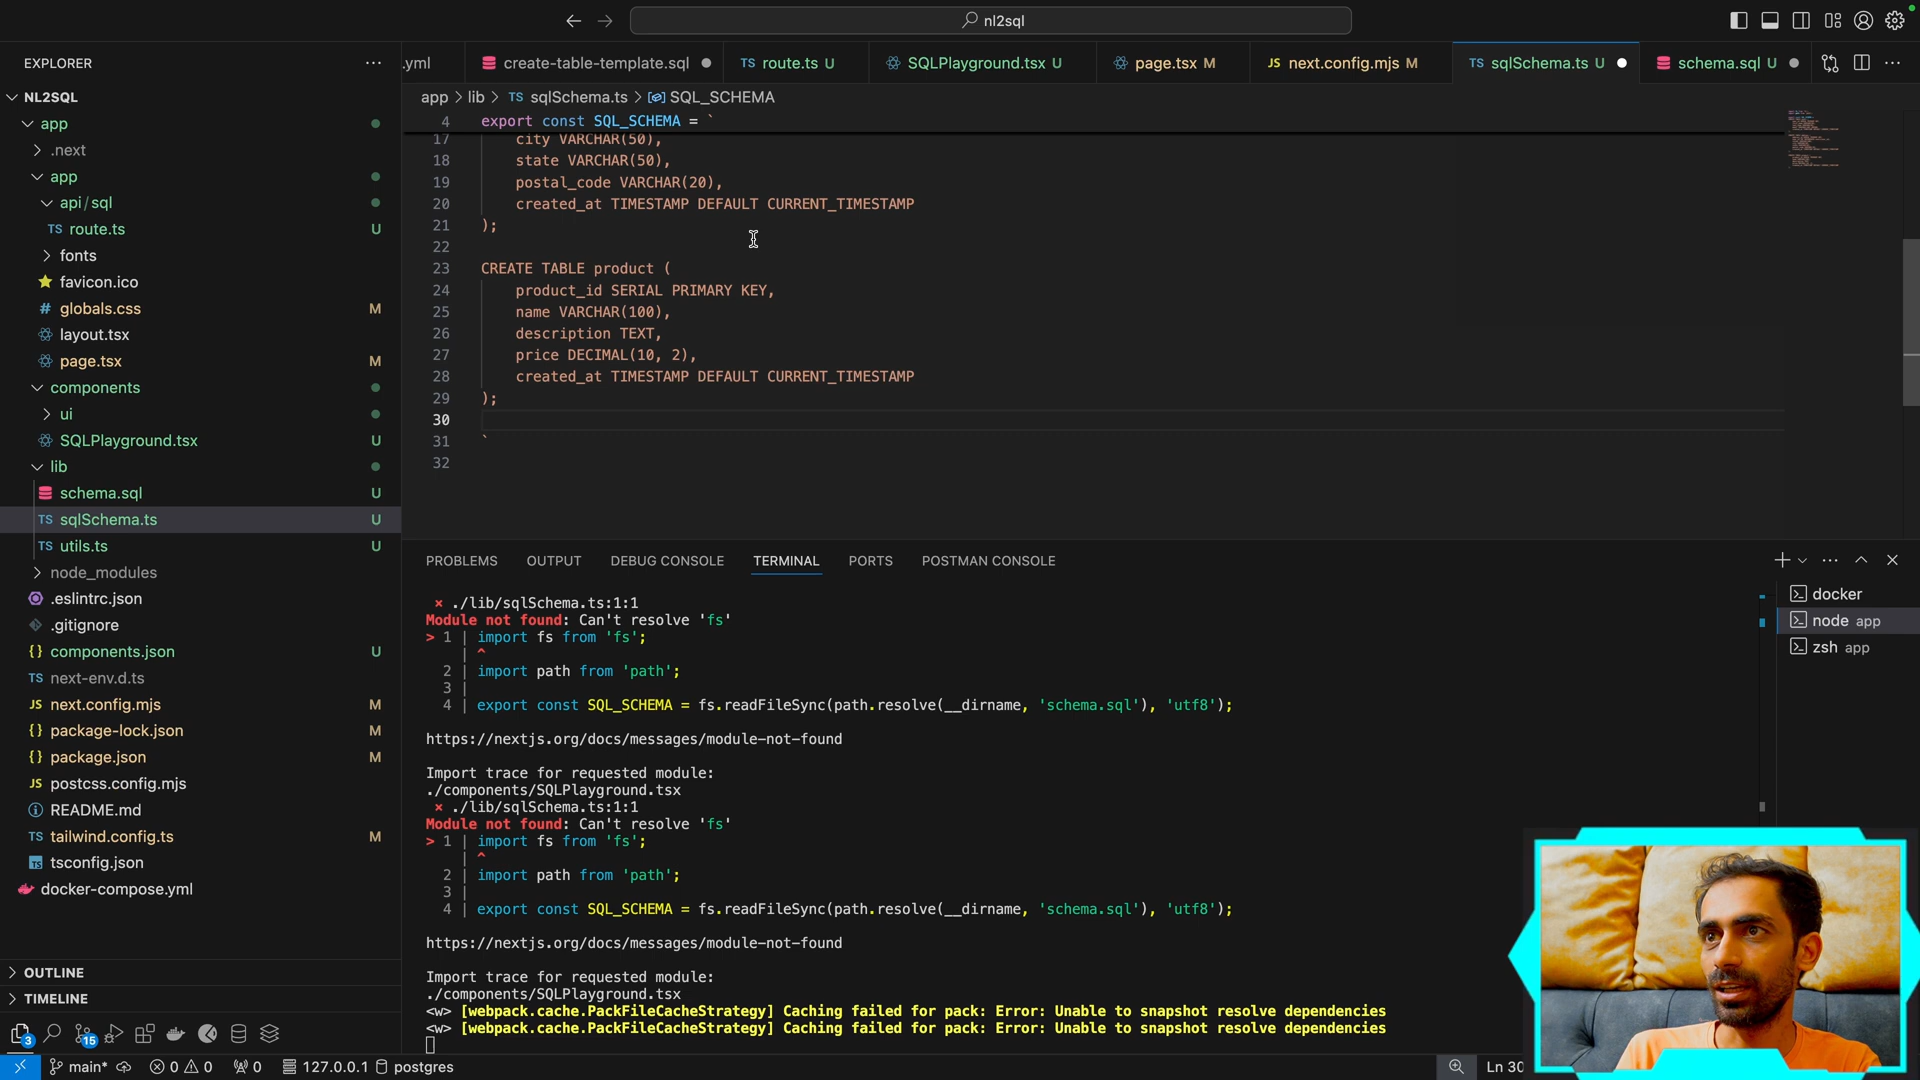 nl2sql
EXPLORER
NL2SQL
app
.next
app
api/sql
TS route.ts U
fonts
favicon.ico
# globals.css M
layout.tsx
page.tsx M
components
ui
SQLPlayground.tsx U
lib
schema.sql U
TS sqlSchema.ts U
TS utils.ts U
node_modules
.eslintrc.json
.gitignore
{} components.json U
TS next-env.d.ts
JS next.config.mjs M
{} package-lock.json M
{} package.json M
JS postcss.config.mjs
README.md
TS tailwind.config.ts M
tsconfig.json
docker-compose.yml
OUTLINE
TIMELINE
3
15
.yml
create-table-template.sql
TS route.ts U
SQLPlayground.tsx U
page.tsx M
JS next.config.mjs M
TS sqlSchema.ts U
schema.sql U
app > lib > TS sqlSchema.ts > SQL_SCHEMA
4 export const SQL_SCHEMA = `
17 city VARCHAR(50),
18 state VARCHAR(50),
19 postal_code VARCHAR(20),
20 created_at TIMESTAMP DEFAULT CURRENT_TIMESTAMP
21 );
22
23 CREATE TABLE product (
24 product_id SERIAL PRIMARY KEY,
25 name VARCHAR(100),
26 description TEXT,
27 price DECIMAL(10, 2),
28 created_at TIMESTAMP DEFAULT CURRENT_TIMESTAMP
29 );
30
31 `
32
PROBLEMS OUTPUT DEBUG CONSOLE TERMINAL PORTS POSTMAN CONSOLE
× ./lib/sqlSchema.ts:1:1
Module not found: Can't resolve 'fs'
> 1 | import fs from 'fs';
| ^
2 | import path from 'path';
3 |
4 | export const SQL_SCHEMA = fs.readFileSync(path.resolve(__dirname, 'schema.sql'), 'utf8');
https://nextjs.org/docs/messages/module-not-found
Import trace for requested module:
./components/SQLPlayground.tsx
× ./lib/sqlSchema.ts:1:1
Module not found: Can't resolve 'fs'
> 1 | import fs from 'fs';
| ^
2 | import path from 'path';
3 |
4 | export const SQL_SCHEMA = fs.readFileSync(path.resolve(__dirname, 'schema.sql'), 'utf8');
https://nextjs.org/docs/messages/module-not-found
Import trace for requested module:
./components/SQLPlayground.tsx
<w> [webpack.cache.PackFileCacheStrategy] Caching failed for pack: Error: Unable to snapshot resolve dependencies
<w> [webpack.cache.PackFileCacheStrategy] Caching failed for pack: Error: Unable to snapshot resolve dependencies
docker
node app
zsh app
main* 0 0 0 127.0.0.1 postgres
Ln 30